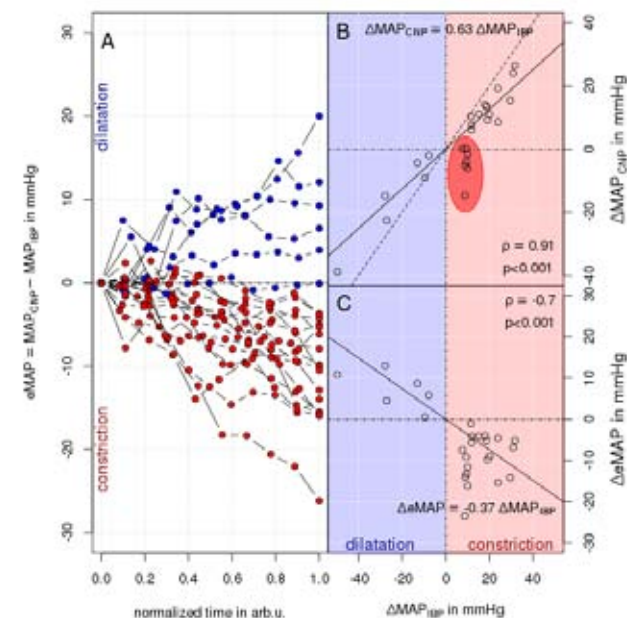 A
eMAP = MAP_CNP − MAP_IBP in mmHg
30
20
10
0
-10
-20
-30
dilatation
constriction
0.0 0.2 0.4 0.6 0.8 1.0
normalized time in arb.u.
B
ΔMAP_CNP = 0.63 ΔMAP_IBP
ρ = 0.91
p<0.001
40
20
0
-20
-40
ΔMAP_CNP in mmHg
C
ρ = -0.7
p<0.001
ΔeMAP = -0.37 ΔMAP_IBP
dilatation constriction
30
20
10
0
-10
-20
-30
ΔeMAP in mmHg
-40 -20 0 20 40
ΔMAP_IBP in mmHg